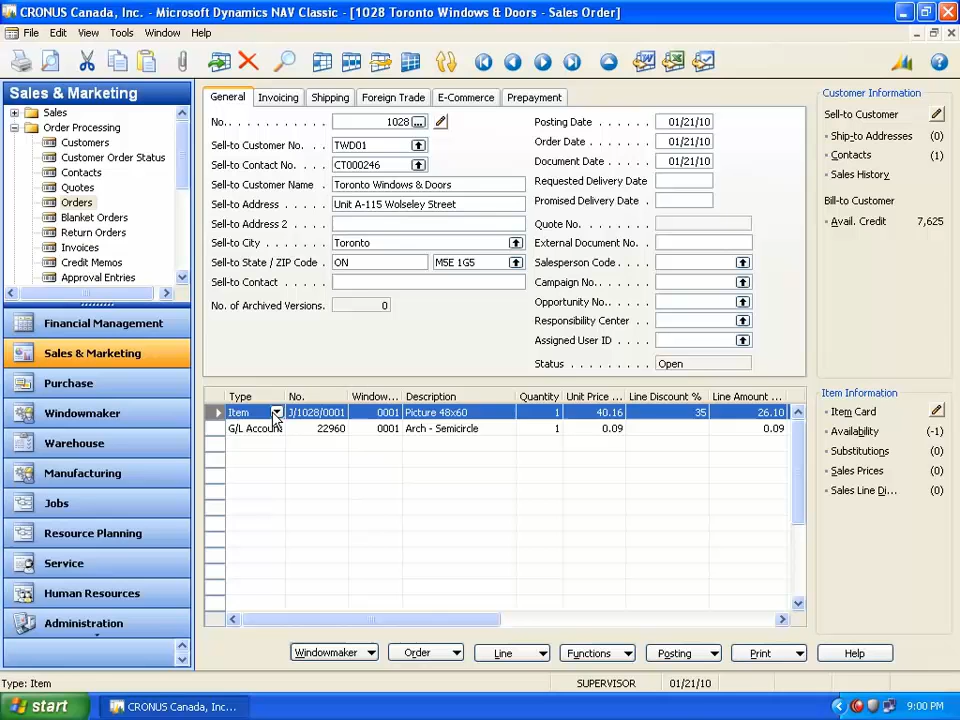 CRONUS Canada, Inc. - Microsoft Dynamics NAV Classic - [1028 Toronto Windows & Doors - Sales Order]
File Edit View Tools Window Help
Sales & Marketing
Sales
Order Processing
Customers
Customer Order Status
Contacts
Quotes
Orders
Blanket Orders
Return Orders
Invoices
Credit Memos
Approval Entries
Financial Management
Sales & Marketing
Purchase
Windowmaker
Warehouse
Manufacturing
Jobs
Resource Planning
Service
Human Resources
Administration
General Invoicing Shipping Foreign Trade E-Commerce Prepayment
No. . . . . . . . . . . . 1028
Sell-to Customer No. . TWD01
Sell-to Contact No. . . CT000246
Sell-to Customer Name . Toronto Windows & Doors
Sell-to Address . . . . . Unit A-115 Wolseley Street
Sell-to Address 2 . . . .
Sell-to City . . . . . . . Toronto
Sell-to State / ZIP Code . ON M5E 1G5
Sell-to Contact . . . . .
No. of Archived Versions. 0
Posting Date . . . . . . 01/21/10
Order Date . . . . . . . 01/21/10
Document Date . . . . . 01/21/10
Requested Delivery Date
Promised Delivery Date .
Quote No. . . . . . . .
External Document No. .
Salesperson Code . . . .
Campaign No. . . . . . .
Opportunity No. . . . .
Responsibility Center . .
Assigned User ID . . . .
Status . . . . . . . . . Open
Type No. Window... Description Quantity Unit Price ... Line Discount % Line Amount ...
Item J/1028/0001 0001 Picture 48x60 1 40.16 35 26.10
G/L Account 22960 0001 Arch - Semicircle 1 0.09 0.09
Windowmaker Order Line Functions Posting Print Help
Customer Information
Sell-to Customer
Ship-to Addresses (0)
Contacts (1)
Sales History
Bill-to Customer
Avail. Credit 7,625
Item Information
Item Card
Availability (-1)
Substitutions (0)
Sales Prices (0)
Sales Line Di... (0)
Type: Item SUPERVISOR 01/21/10
start CRONUS Canada, Inc... 9:00 PM